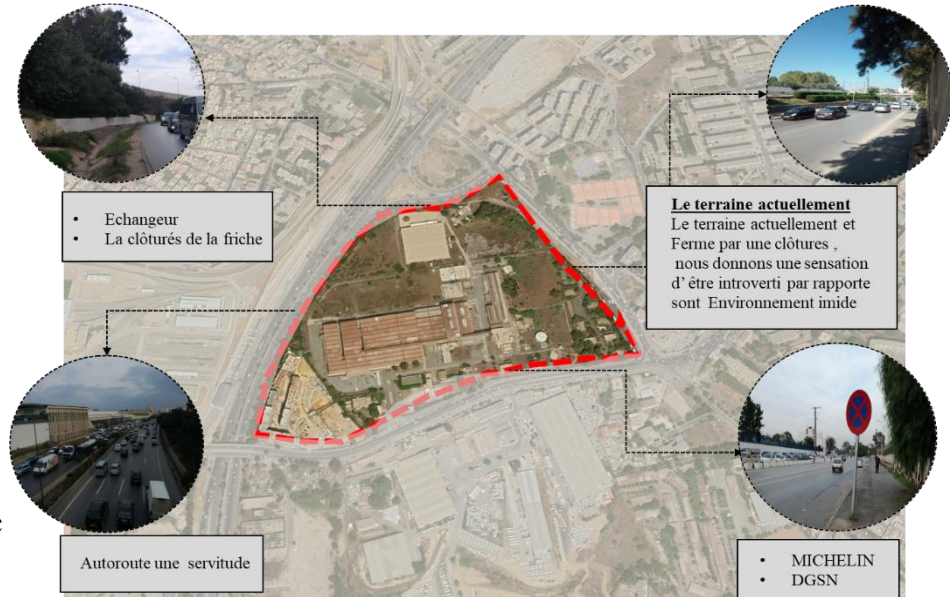 • Echangeur
• La clôturés de la friche
Le terraine actuellement
Le terraine actuellement et
Ferme par une clôtures ,
nous donnons une sensation
d' être introverti par rapporte
sont Environnement imide
Autoroute une servitude
• MICHELIN
• DGSN